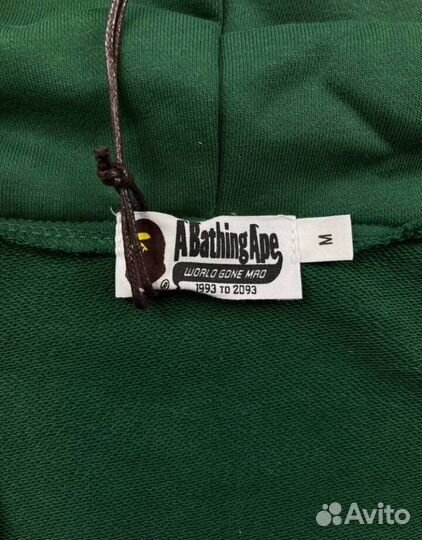 A Bathing Ape
WORLD GONE MAD
® 1993 TO 2093
M
Avito